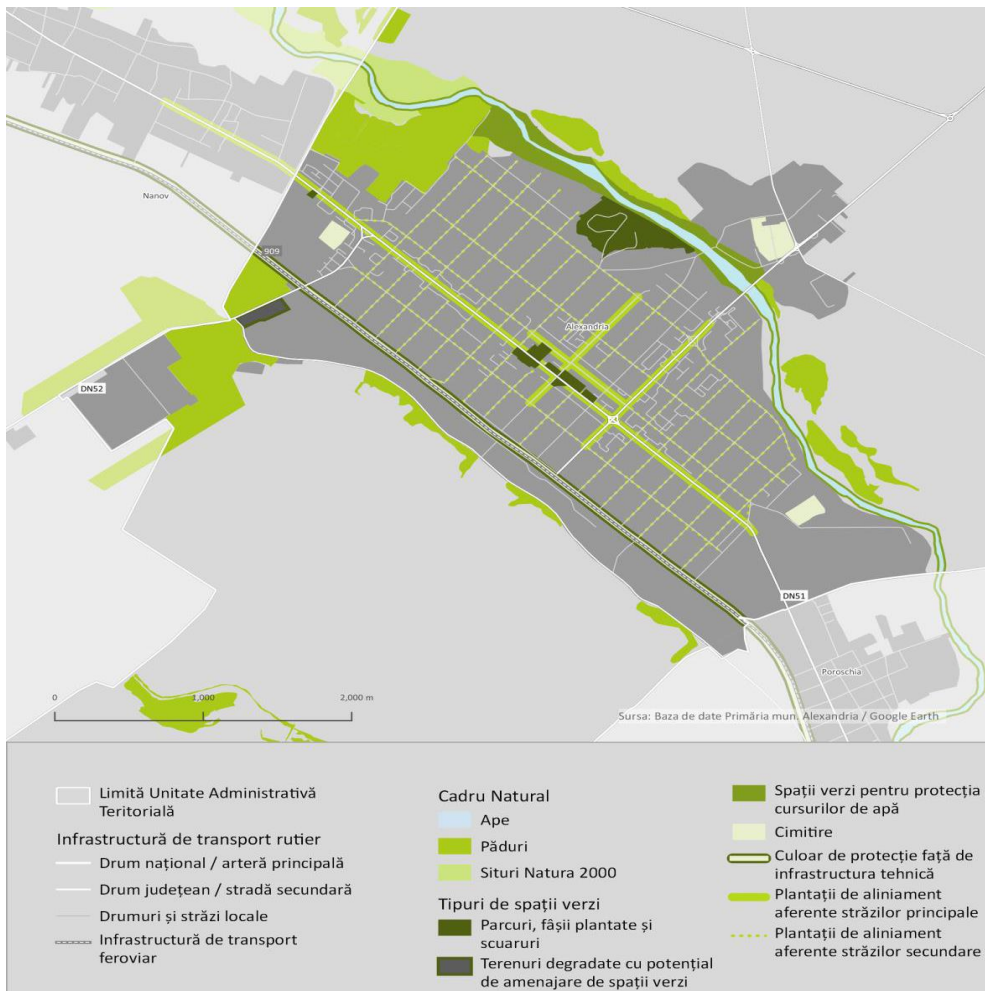 Nanov
909
Alexandria
DN52
DN51
Poroschia
0
1,000
2,000 m
Sursa: Baza de date Primăria mun. Alexandria / Google Earth
Limită Unitate Administrativă
Teritorială
Infrastructură de transport rutier
Drum național / arteră principală
Drum județean / stradă secundară
Drumuri și străzi locale
Infrastructură de transport
feroviar
Cadru Natural
Ape
Păduri
Situri Natura 2000
Tipuri de spații verzi
Parcuri, fâșii plantate și
scuaruri
Terenuri degradate cu potențial
de amenajare de spații verzi
Spații verzi pentru protecția
cursurilor de apă
Cimitire
Culoar de protecție față de
infrastructura tehnică
Plantații de aliniament
aferente străzilor principale
Plantații de aliniament
aferente străzilor secundare